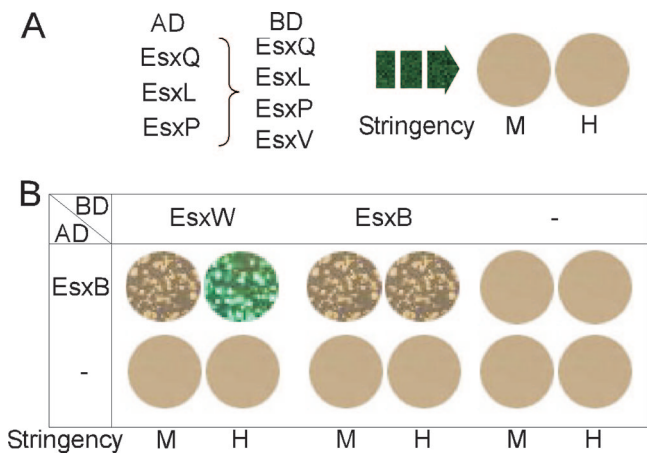 A
AD BD
EsxQ EsxQ
EsxL EsxL
EsxP EsxP
EsxV
Stringency M H
B
BD
AD
EsxW EsxB -
EsxB
-
Stringency M H M H M H